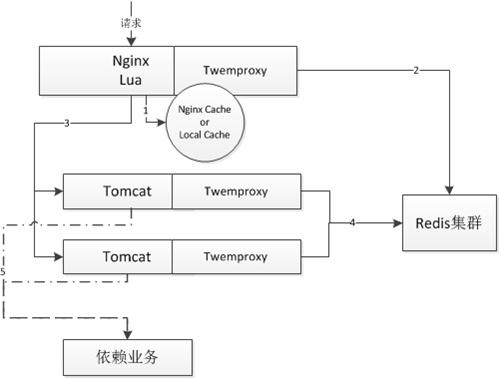 请求
Nginx
Lua
Twemproxy
2
1
Nginx Cache
or
Local Cache
3
Tomcat
Twemproxy
4
Redis集群
Tomcat
Twemproxy
5
依赖业务